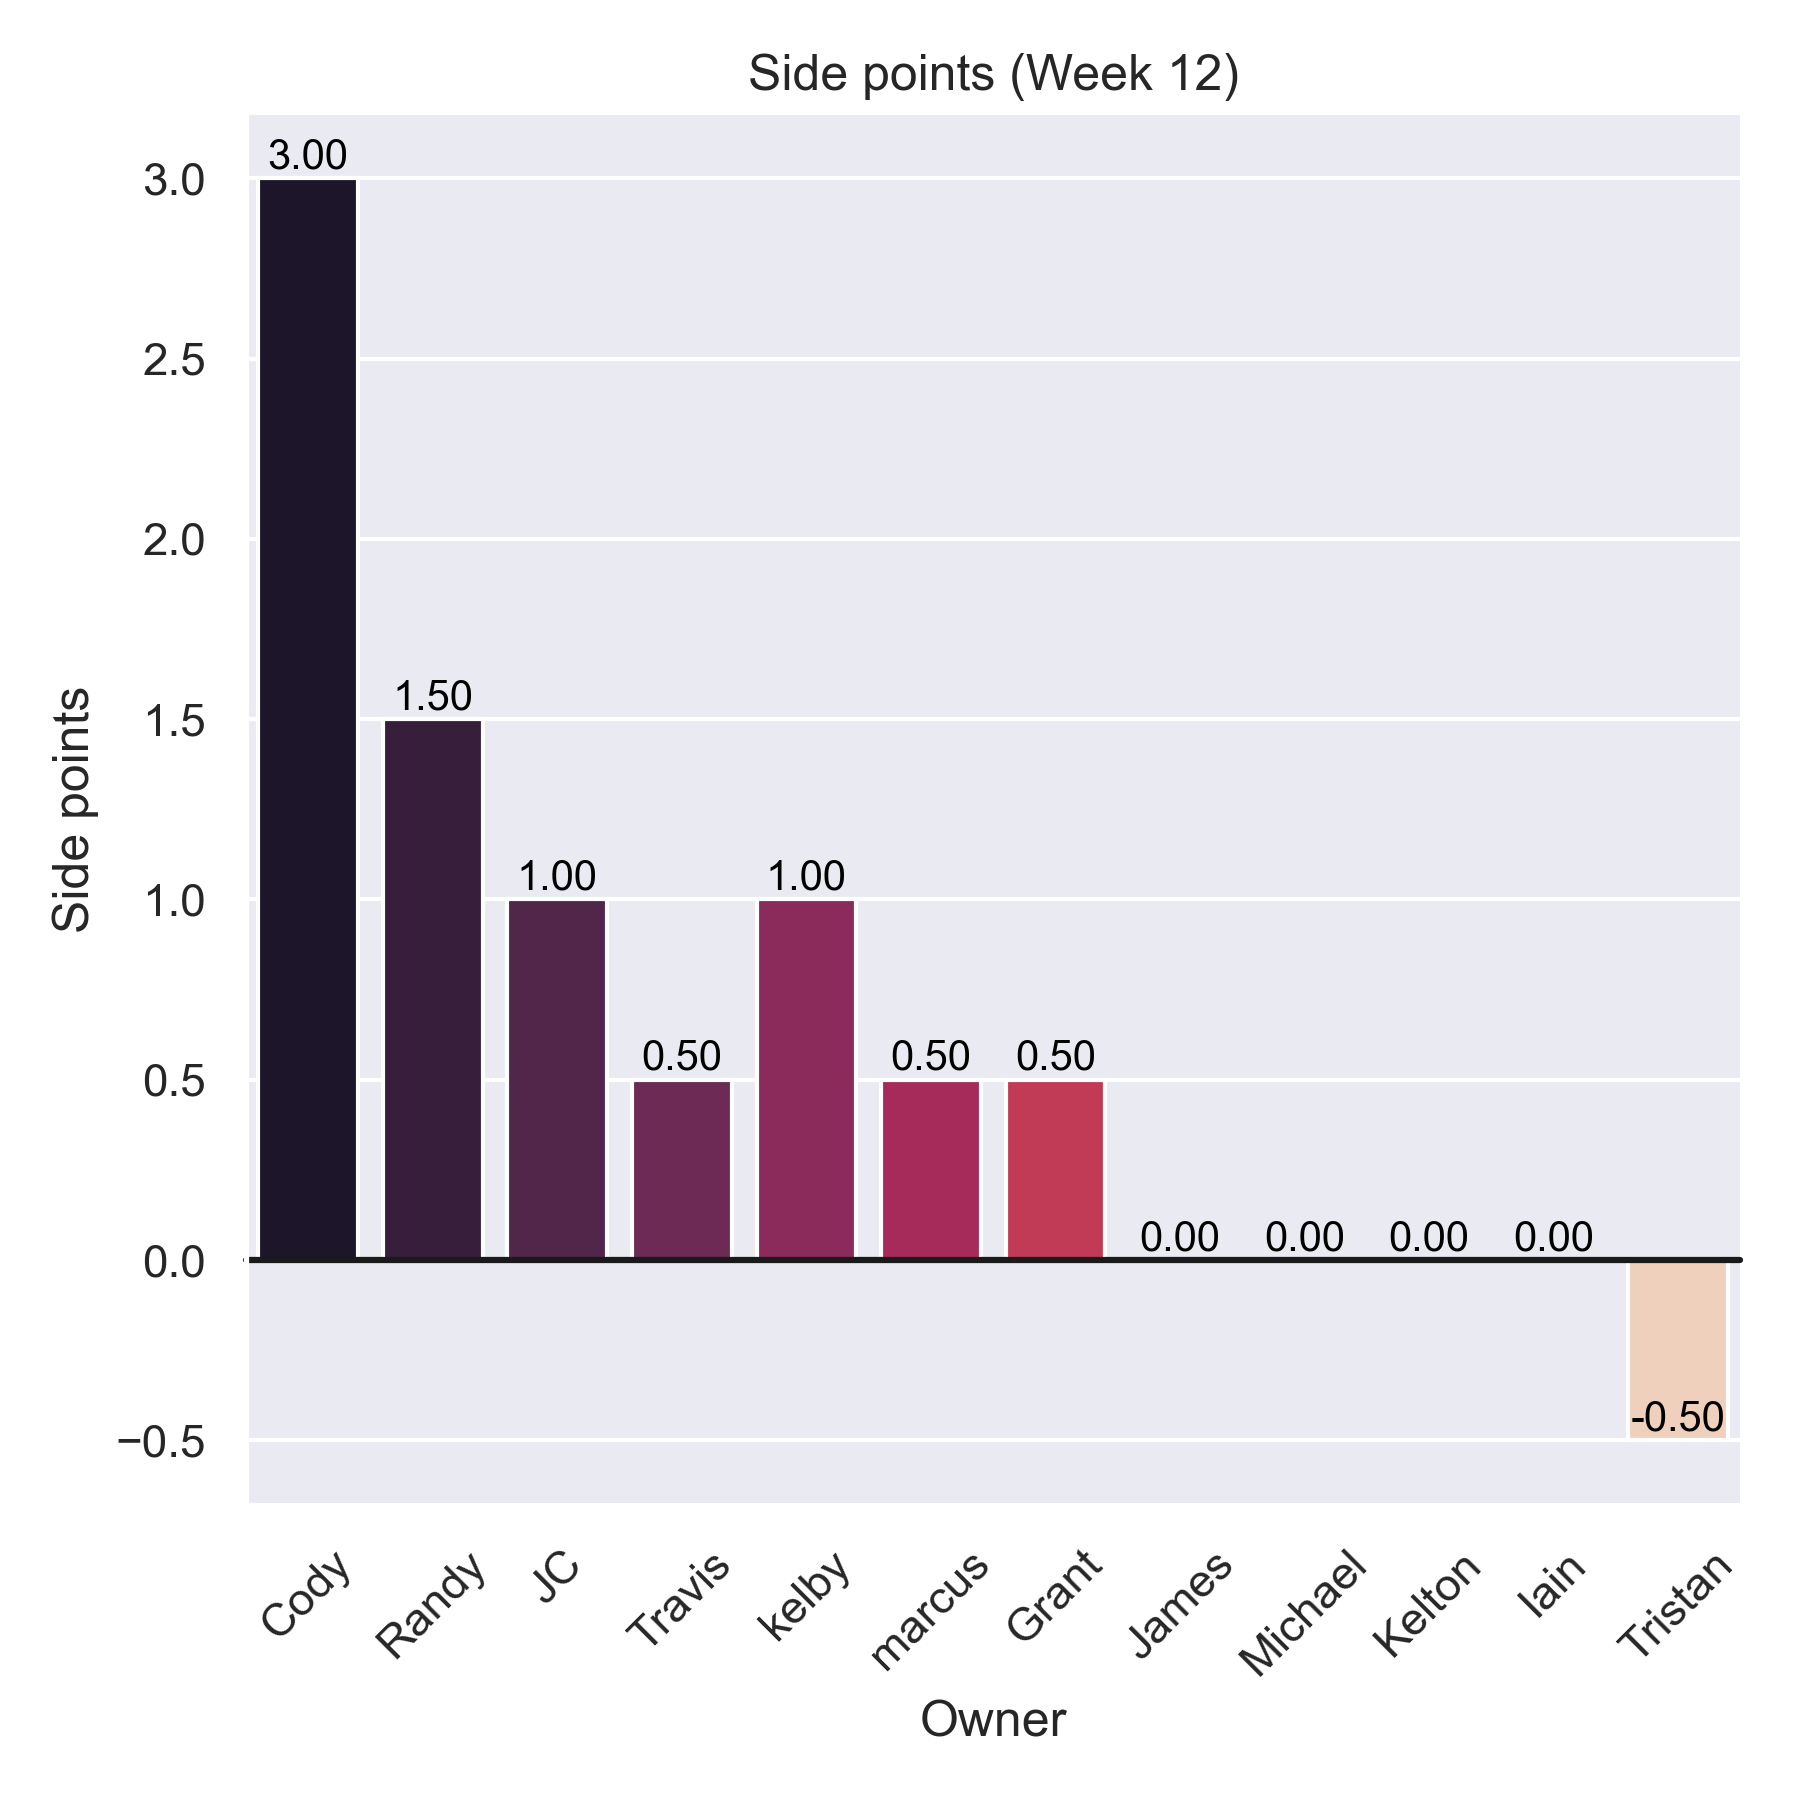 Side points (Week 12)
3.00
3.0
2.5
2.0
1.50
1.5
1.00 1.00
1.0
0.50 0.50 0.50
0.5
0.00 0.00 0.00 0.00
0.0
-0.50
−0.5
Side points
Cody Randy JC Travis kelby marcus Grant James Michael Kelton Iain Tristan
Owner